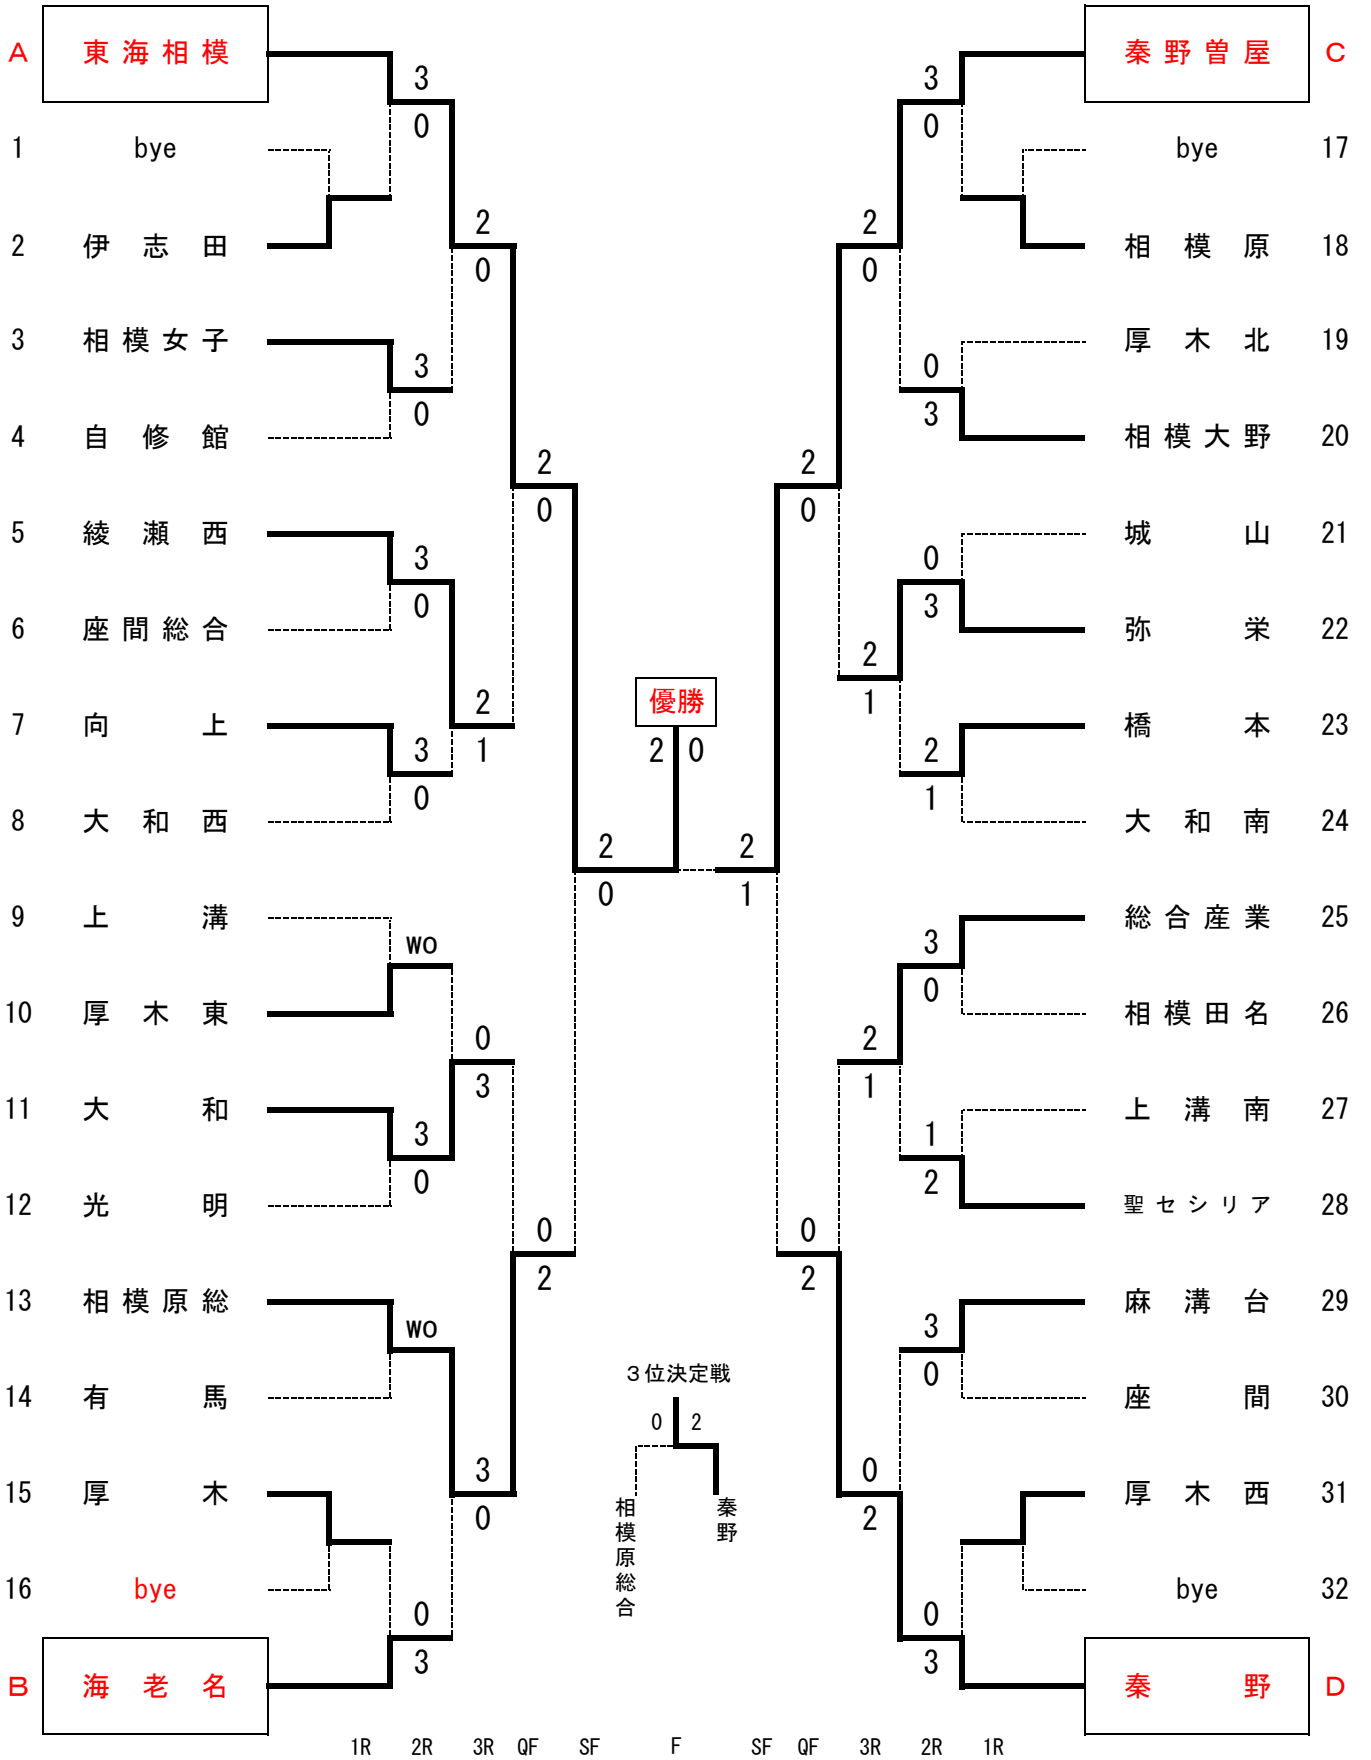 A 東海相模
1 bye
2 伊志田
3 相模女子
4 自修館
5 綾瀬西
6 座間総合
7 向上
8 大和西
9 上溝
10 厚木東
11 大和
12 光明
13 相模原総
14 有馬
15 厚木
16 bye
B 海老名
3
0
3
0
3
0
3
0
WO
3
0
WO
0
3
2
0
2
1
0
3
3
0
2
0
0
2
2
0
優勝
2 0
2
1
2
0
0
2
2
0
2
1
2
1
0
2
3
0
0
3
0
3
2
1
3
0
1
2
3
0
0
3
秦野曽屋 C
bye 17
相模原 18
厚木北 19
相模大野 20
城山 21
弥栄 22
橋本 23
大和南 24
総合産業 25
相模田名 26
上溝南 27
聖セシリア 28
麻溝台 29
座間 30
厚木西 31
bye 32
秦野 D
3位決定戦
0 2
相模原総合
秦野
1R 2R 3R QF SF F SF QF 3R 2R 1R